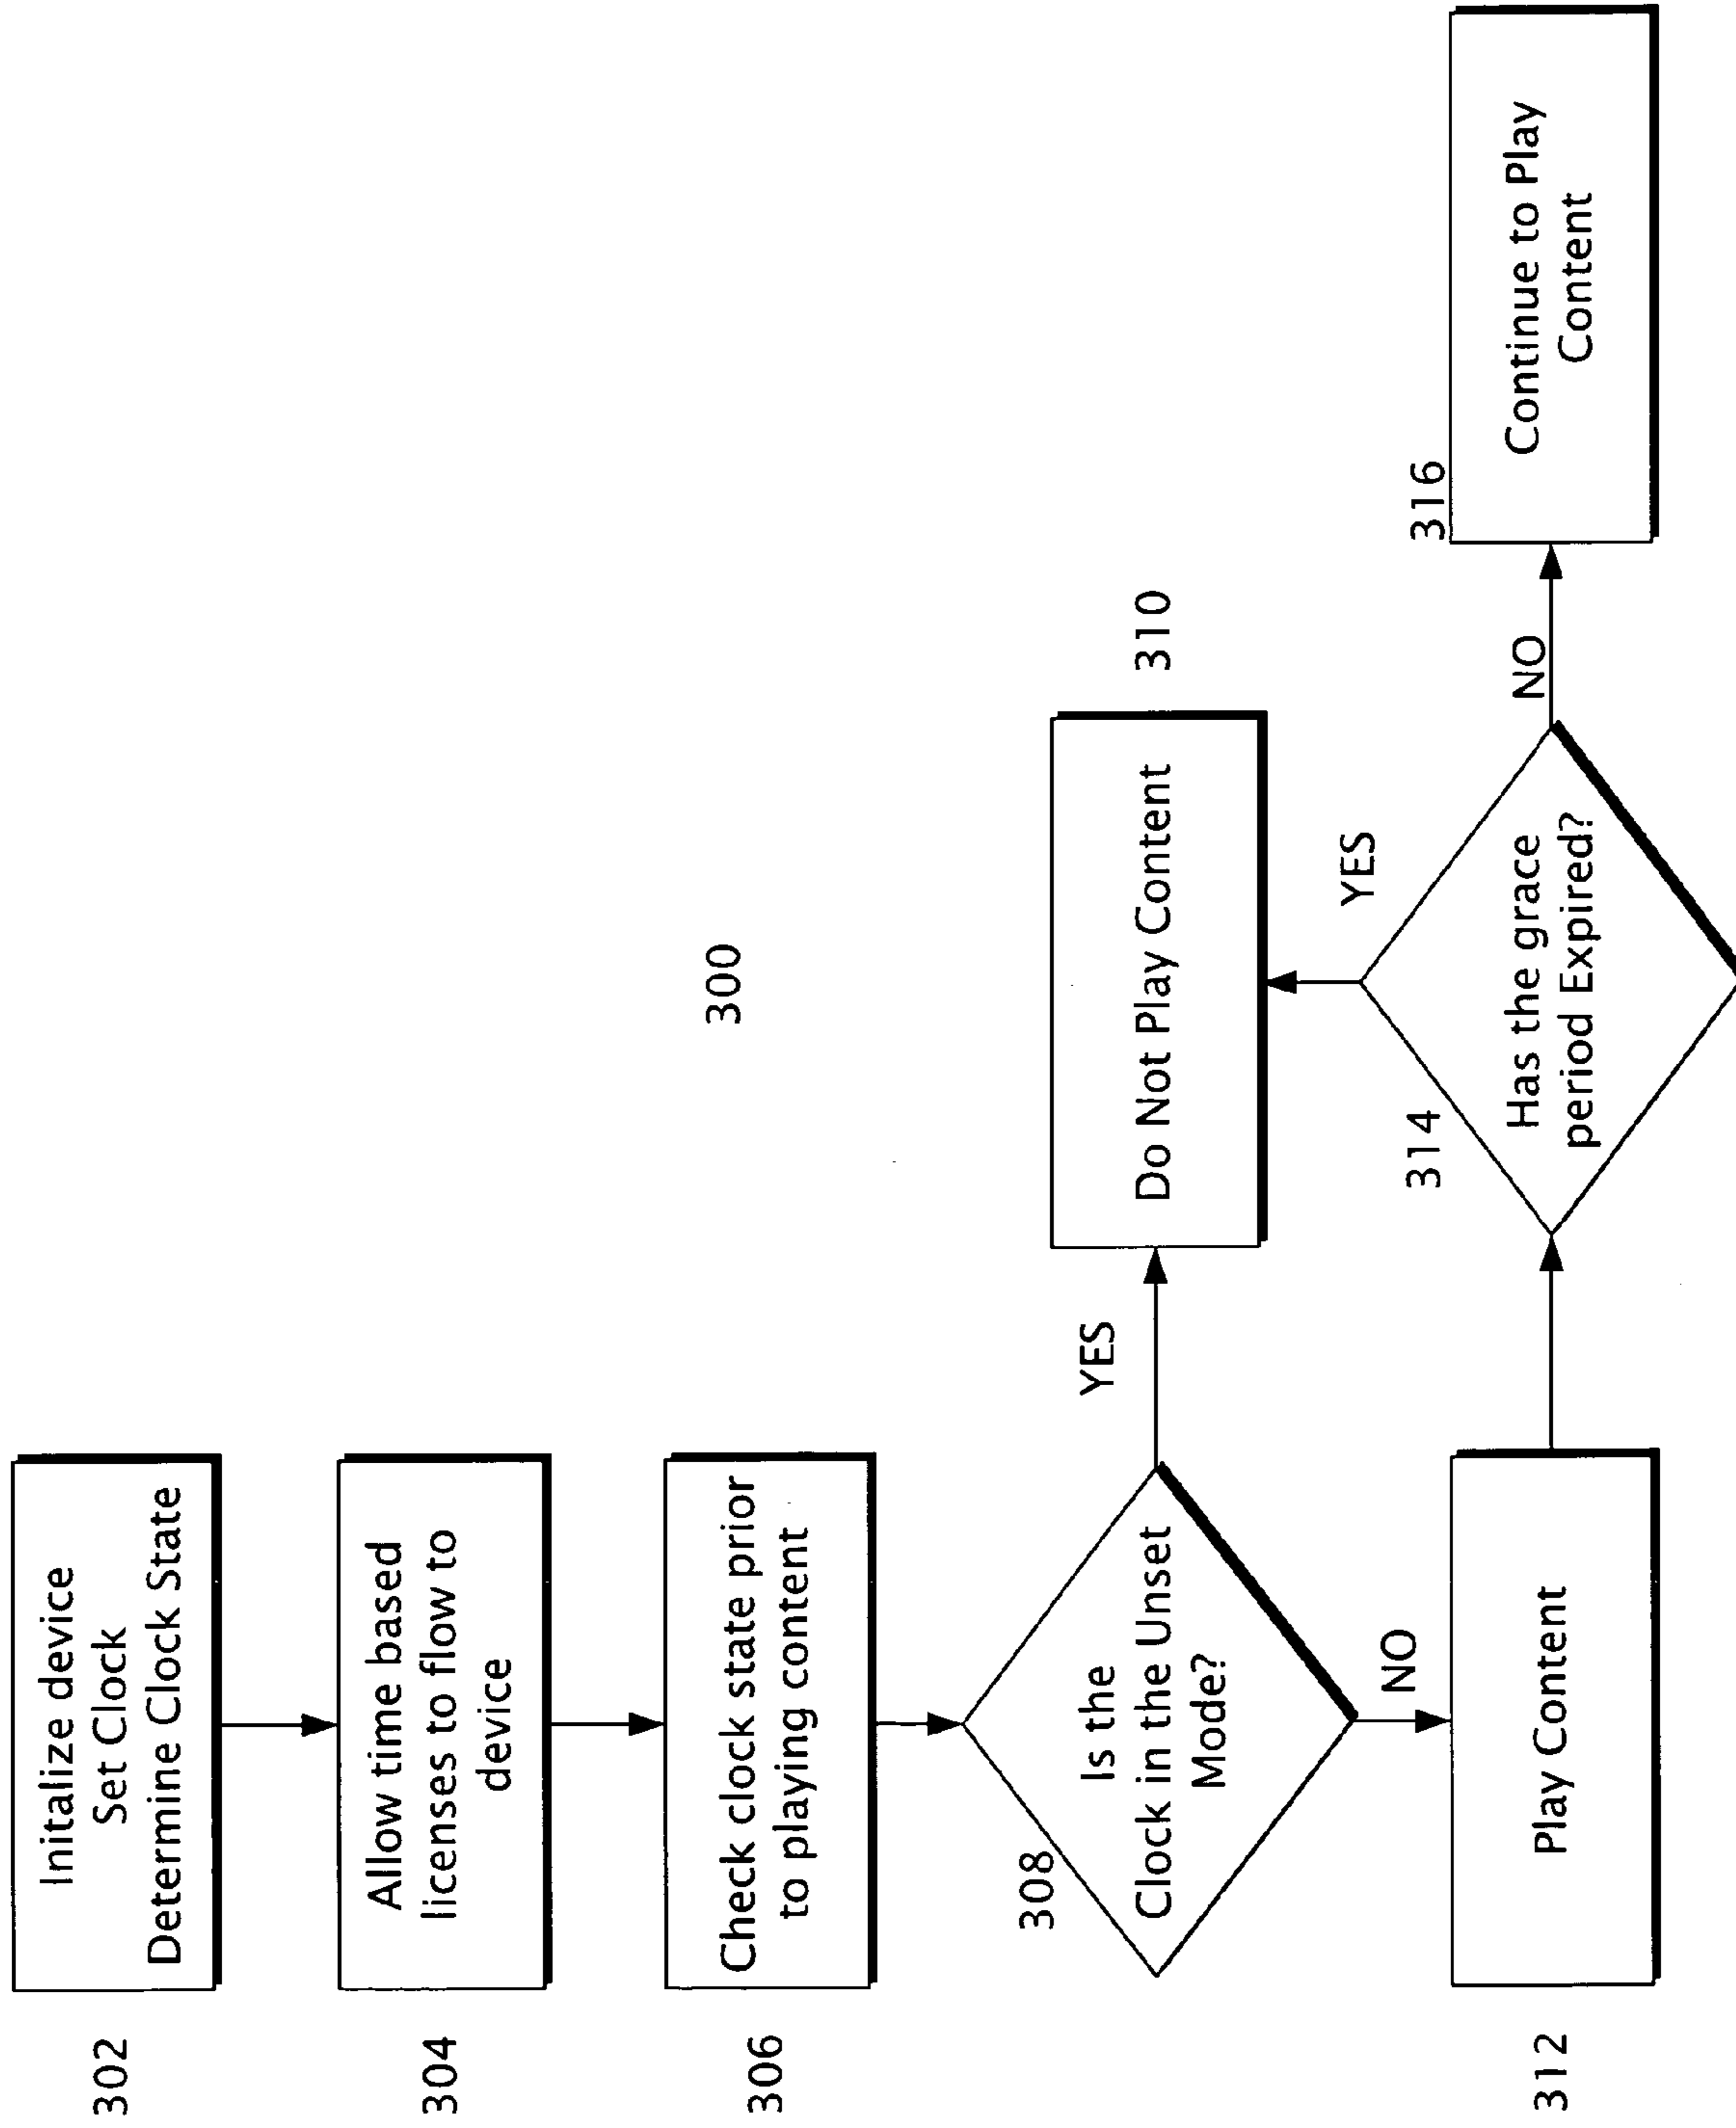 302
Initalize device
Set Clock
Determine Clock State
304
Allow time based
licenses to flow to
device
300
306
Check clock state prior
to playing content
308
Is the
Clock in the Unset
Mode?
YES
Do Not Play Content
310
NO
312
Play Content
314
Has the grace
period Expired?
YES
NO
316
Continue to Play
Content